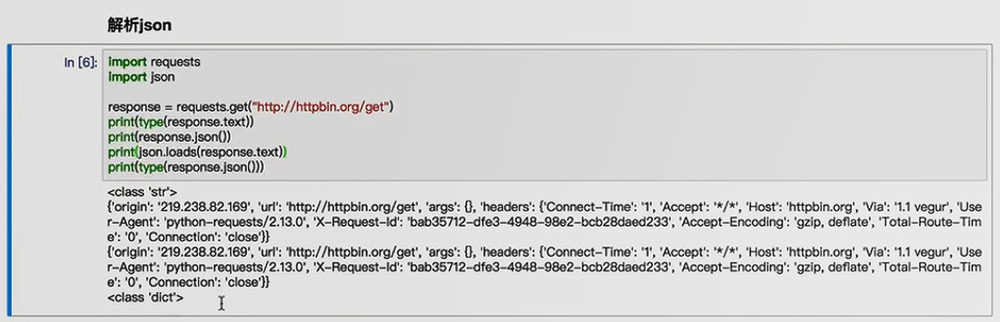 解析json
In [6]:
import requests
import json
response = requests.get("http://httpbin.org/get")
print(type(response.text))
print(response.json())
print(json.loads(response.text))
print(type(response.json()))
<class 'str'>
{'origin': '219.238.82.169', 'url': 'http://httpbin.org/get', 'args': {}, 'headers': {'Connect-Time': '1', 'Accept': '*/*', 'Host': 'httpbin.org', 'Via': '1.1 vegur', 'Use
r-Agent': 'python-requests/2.13.0', 'X-Request-Id': 'bab35712-dfe3-4948-98e2-bcb28daed233', 'Accept-Encoding': 'gzip, deflate', 'Total-Route-Tim
e': '0', 'Connection': 'close'}}
{'origin': '219.238.82.169', 'url': 'http://httpbin.org/get', 'args': {}, 'headers': {'Connect-Time': '1', 'Accept': '*/*', 'Host': 'httpbin.org', 'Via': '1.1 vegur', 'Use
r-Agent': 'python-requests/2.13.0', 'X-Request-Id': 'bab35712-dfe3-4948-98e2-bcb28daed233', 'Accept-Encoding': 'gzip, deflate', 'Total-Route-Tim
e': '0', 'Connection': 'close'}}
<class 'dict'>